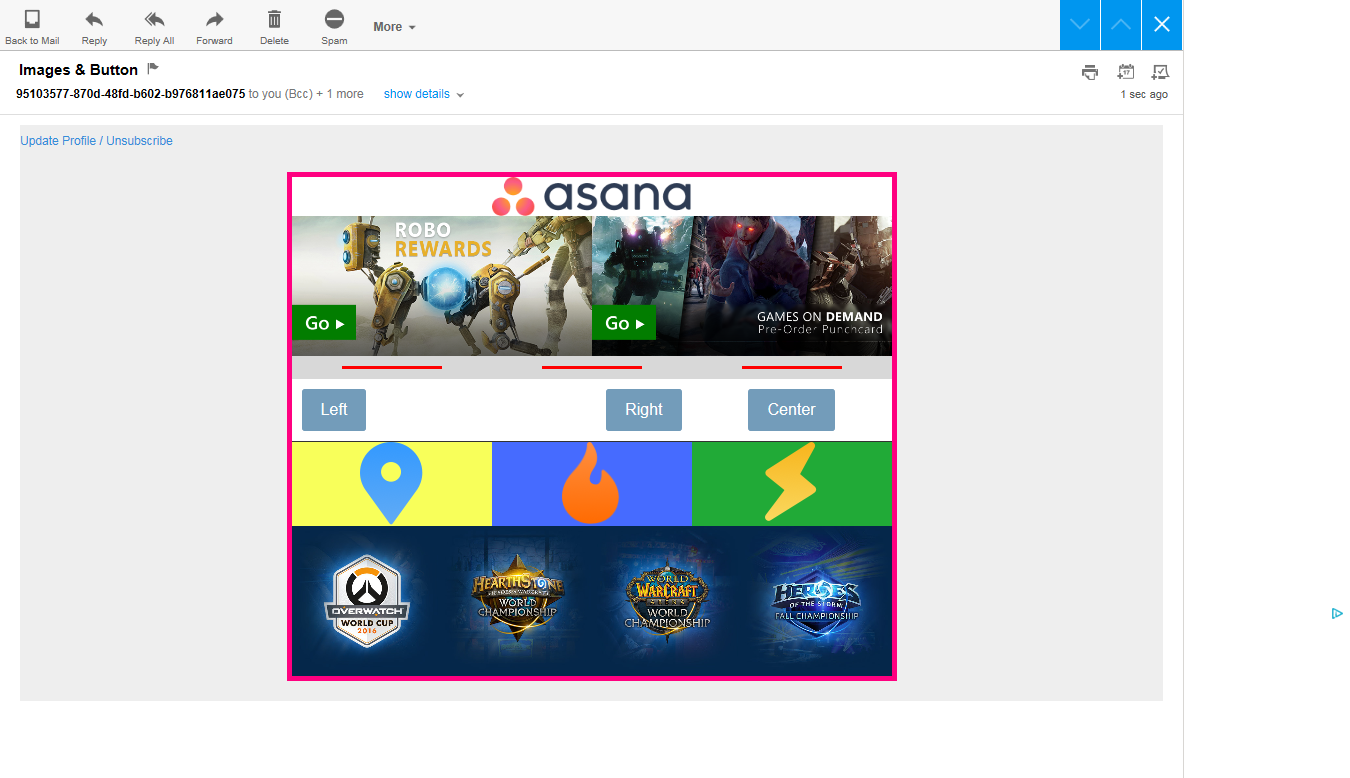 Back to Mail Reply Reply All Forward Delete Spam More
Images & Button
95103577-870d-48fd-b602-b976811ae075 to you (Bcc) + 1 more show details
17
1 sec ago
Update Profile / Unsubscribe
asana
ROBO
REWARDS
Go
Go
GAMES ON DEMAND
Pre-Order Punchcard
Left Right Center
OVERWATCH
WORLD CUP
2016
HEARTHSTONE
WORLD
CHAMPIONSHIP
WORLD
WARCRAFT
WORLD
CHAMPIONSHIP
HEROES
OF THE STORM
FALL CHAMPIONSHIP